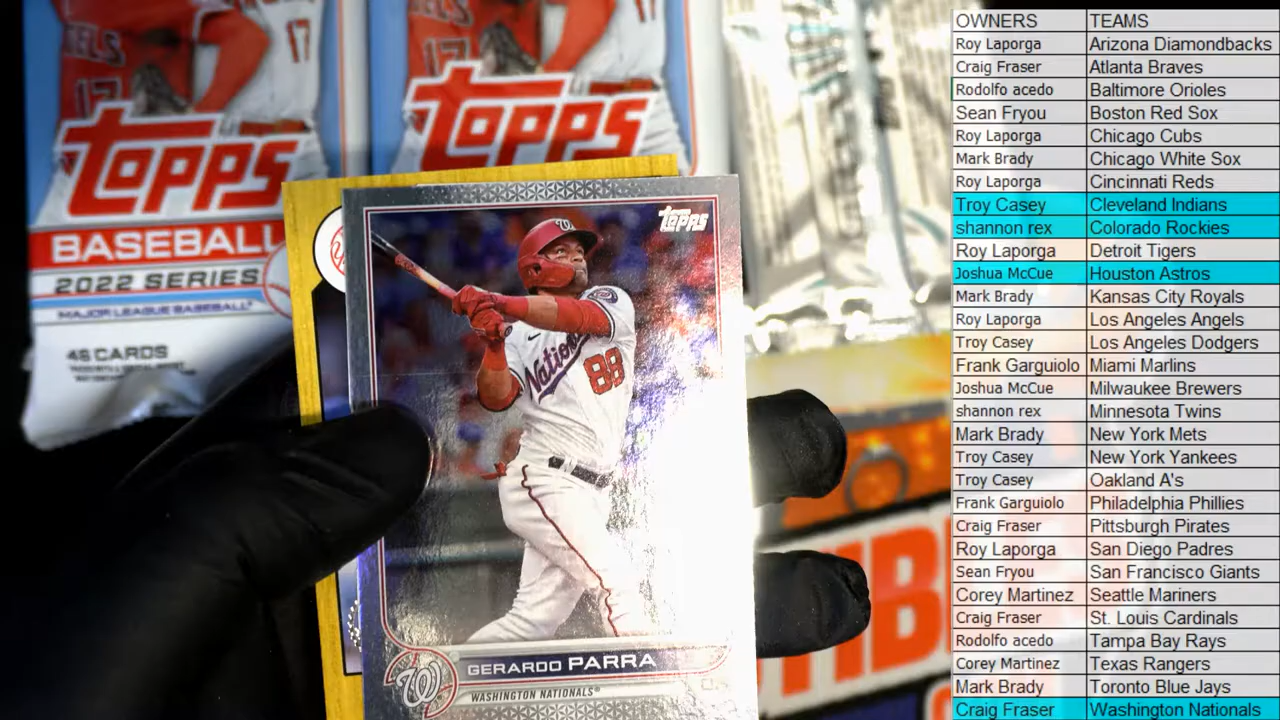 ELS
17
17
TOPPS
BASEBALL
2022 SERIES
MAJOR LEAGUE BASEBALL
46 CARDS
17
17
TOPPS
TOPPS
W
Nationa
88
GERARDO PARRA
W
WASHINGTON NATIONALS®
OWNERS TEAMS
Roy Laporga Arizona Diamondbacks
Craig Fraser Atlanta Braves
Rodolfo acedo Baltimore Orioles
Sean Fryou Boston Red Sox
Roy Laporga Chicago Cubs
Mark Brady Chicago White Sox
Roy Laporga Cincinnati Reds
Troy Casey Cleveland Indians
shannon rex Colorado Rockies
Roy Laporga Detroit Tigers
Joshua McCue Houston Astros
Mark Brady Kansas City Royals
Roy Laporga Los Angeles Angels
Troy Casey Los Angeles Dodgers
Frank Garguiolo Miami Marlins
Joshua McCue Milwaukee Brewers
shannon rex Minnesota Twins
Mark Brady New York Mets
Troy Casey New York Yankees
Troy Casey Oakland A's
Frank Garguiolo Philadelphia Phillies
Craig Fraser Pittsburgh Pirates
Roy Laporga San Diego Padres
Sean Fryou San Francisco Giants
Corey Martinez Seattle Mariners
Craig Fraser St. Louis Cardinals
Rodolfo acedo Tampa Bay Rays
Corey Martinez Texas Rangers
Mark Brady Toronto Blue Jays
Craig Fraser Washington Nationals